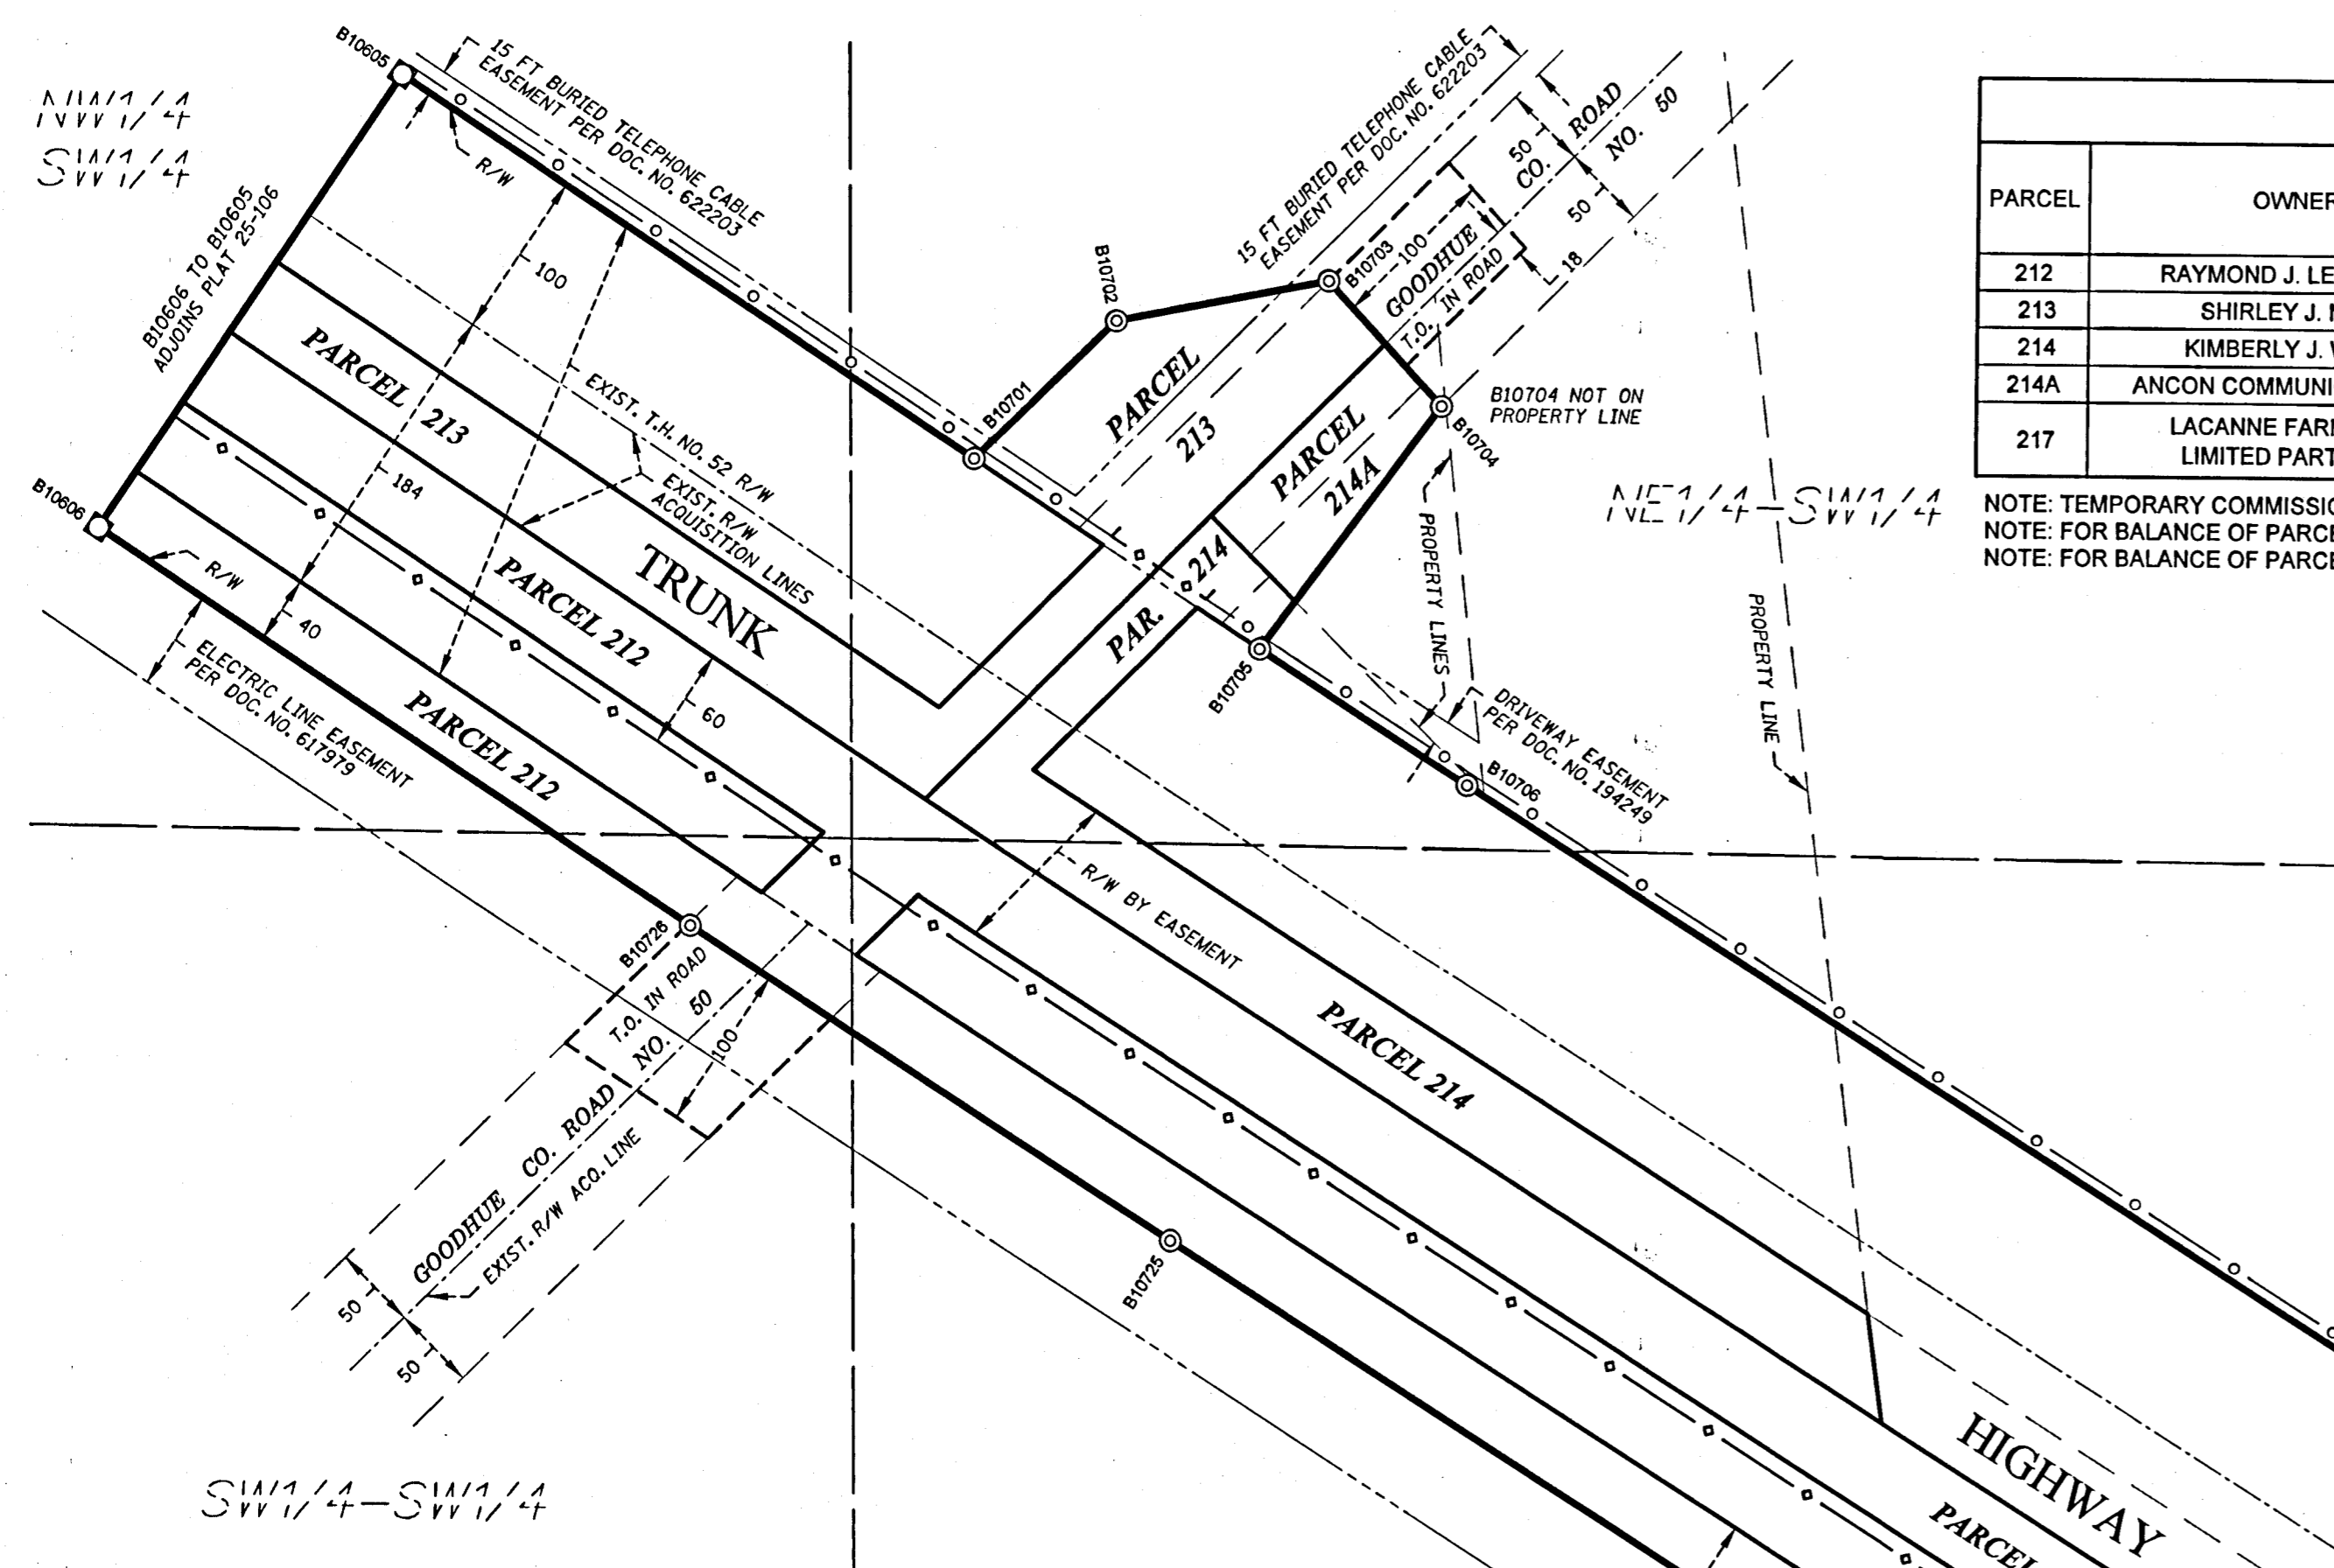 B10605
15 FT BURIED TELEPHONE CABLE
EASEMENT PER DOC. NO. 622203
NW1/4
SW1/4
R/W
B10606 TO B10605
ADJOINS PLAT 25-106
100
PARCEL 213
184
EXIST. T.H. NO. 52 R/W
EXIST. R/W
ACQUISITION LINES
B10606
R/W
40
ELECTRIC LINE EASEMENT
PER DOC. NO. 617979
PARCEL 212
PARCEL 212
60
TRUNK
B10701
B10702
15 FT BURIED TELEPHONE CABLE
EASEMENT PER DOC. NO. 622203
B10703
100
GOODHUE
CO.
ROAD
NO. 50
T.O. IN ROAD
50
50
18
PARCEL
213
PARCEL
214A
PAR. 214
B10704 NOT ON
PROPERTY LINE
B10704
PROPERTY LINES
PROPERTY LINE
NE1/4-SW1/4
B10705
DRIVEWAY EASEMENT
PER DOC. NO. 194249
B10706
PARCEL
OWNER
212
RAYMOND J. LE
213
SHIRLEY J.
214
KIMBERLY J.
214A
ANCON COMMUNI
217
LACANNE FAR
LIMITED PART
NOTE: TEMPORARY COMMISSIO
NOTE: FOR BALANCE OF PARCE
NOTE: FOR BALANCE OF PARCE
R/W BY EASEMENT
B10726
T.O. IN ROAD
GOODHUE CO. ROAD NO. 50
100
EXIST. R/W ACQ. LINE
50
50
PARCEL 214
B10725
SW1/4-SW1/4
HIGHWAY
PARCEL